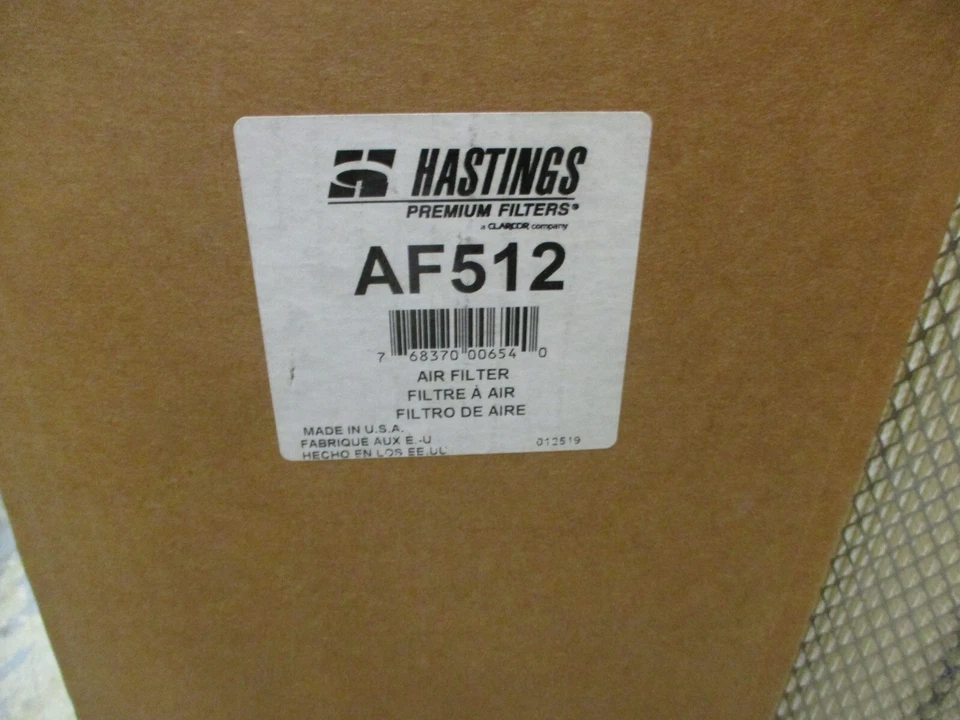 HASTINGS
PREMIUM FILTERS®
a CLARCOR company
AF512
7 68370 00654 0
AIR FILTER
FILTRE À AIR
FILTRO DE AIRE
MADE IN U.S.A.
FABRIQUÉ AUX É.-U
HECHO EN LOS EE.UU
012519